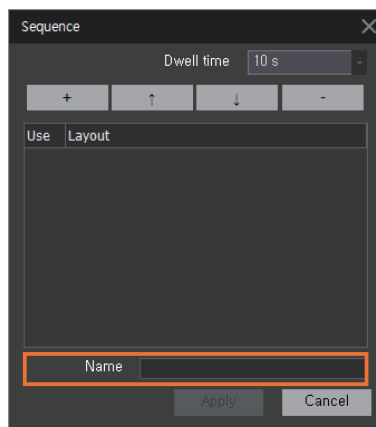 Sequence
Dwell time 10 s
+ ↑ ↓ -
Use Layout
Name
Apply Cancel